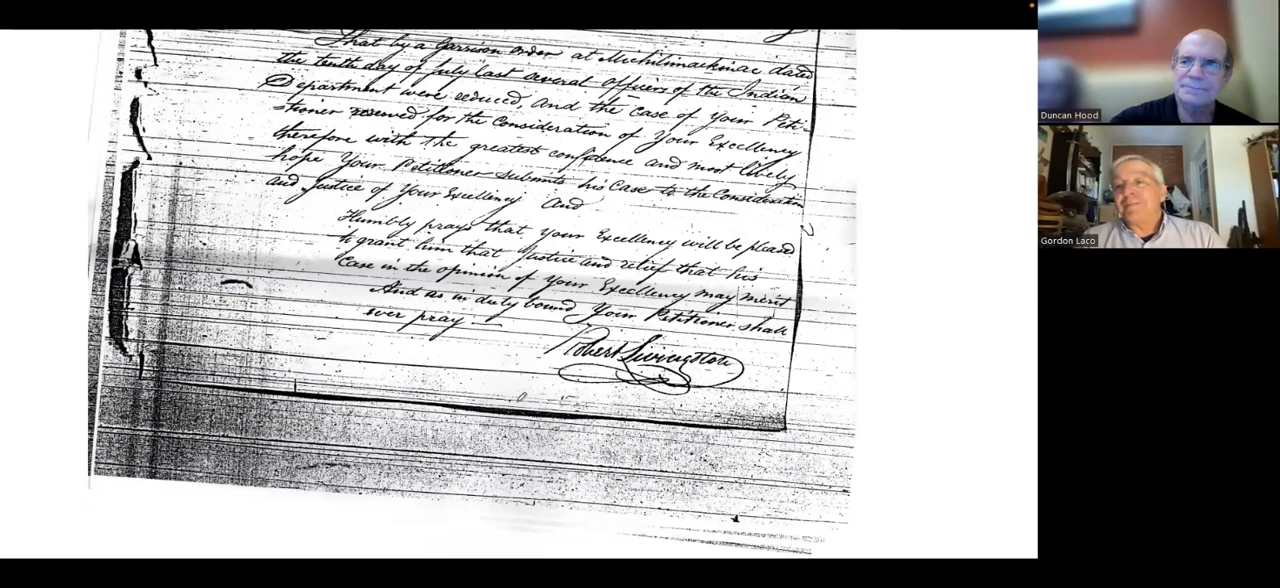 That by a Garrison Order at Michilimackinac dated
the tenth day of July last several Officers of the Indian
Department were reduced, and the case of Your Peti-
tioner reserved for the Consideration of Your Excellency
therefore with the greatest confidence and most lively
hope Your Petitioner submits his Case to the Consideration
and Justice of Your Excellency And
Humbly prays that your Excellency will be pleased
to grant him that Justice and relief that his
Case in the opinion of Your Excellency may merit
And as in duty bound Your Petitioner shall
ever pray —
Robert Livingston
Duncan Hood
Gordon Laco